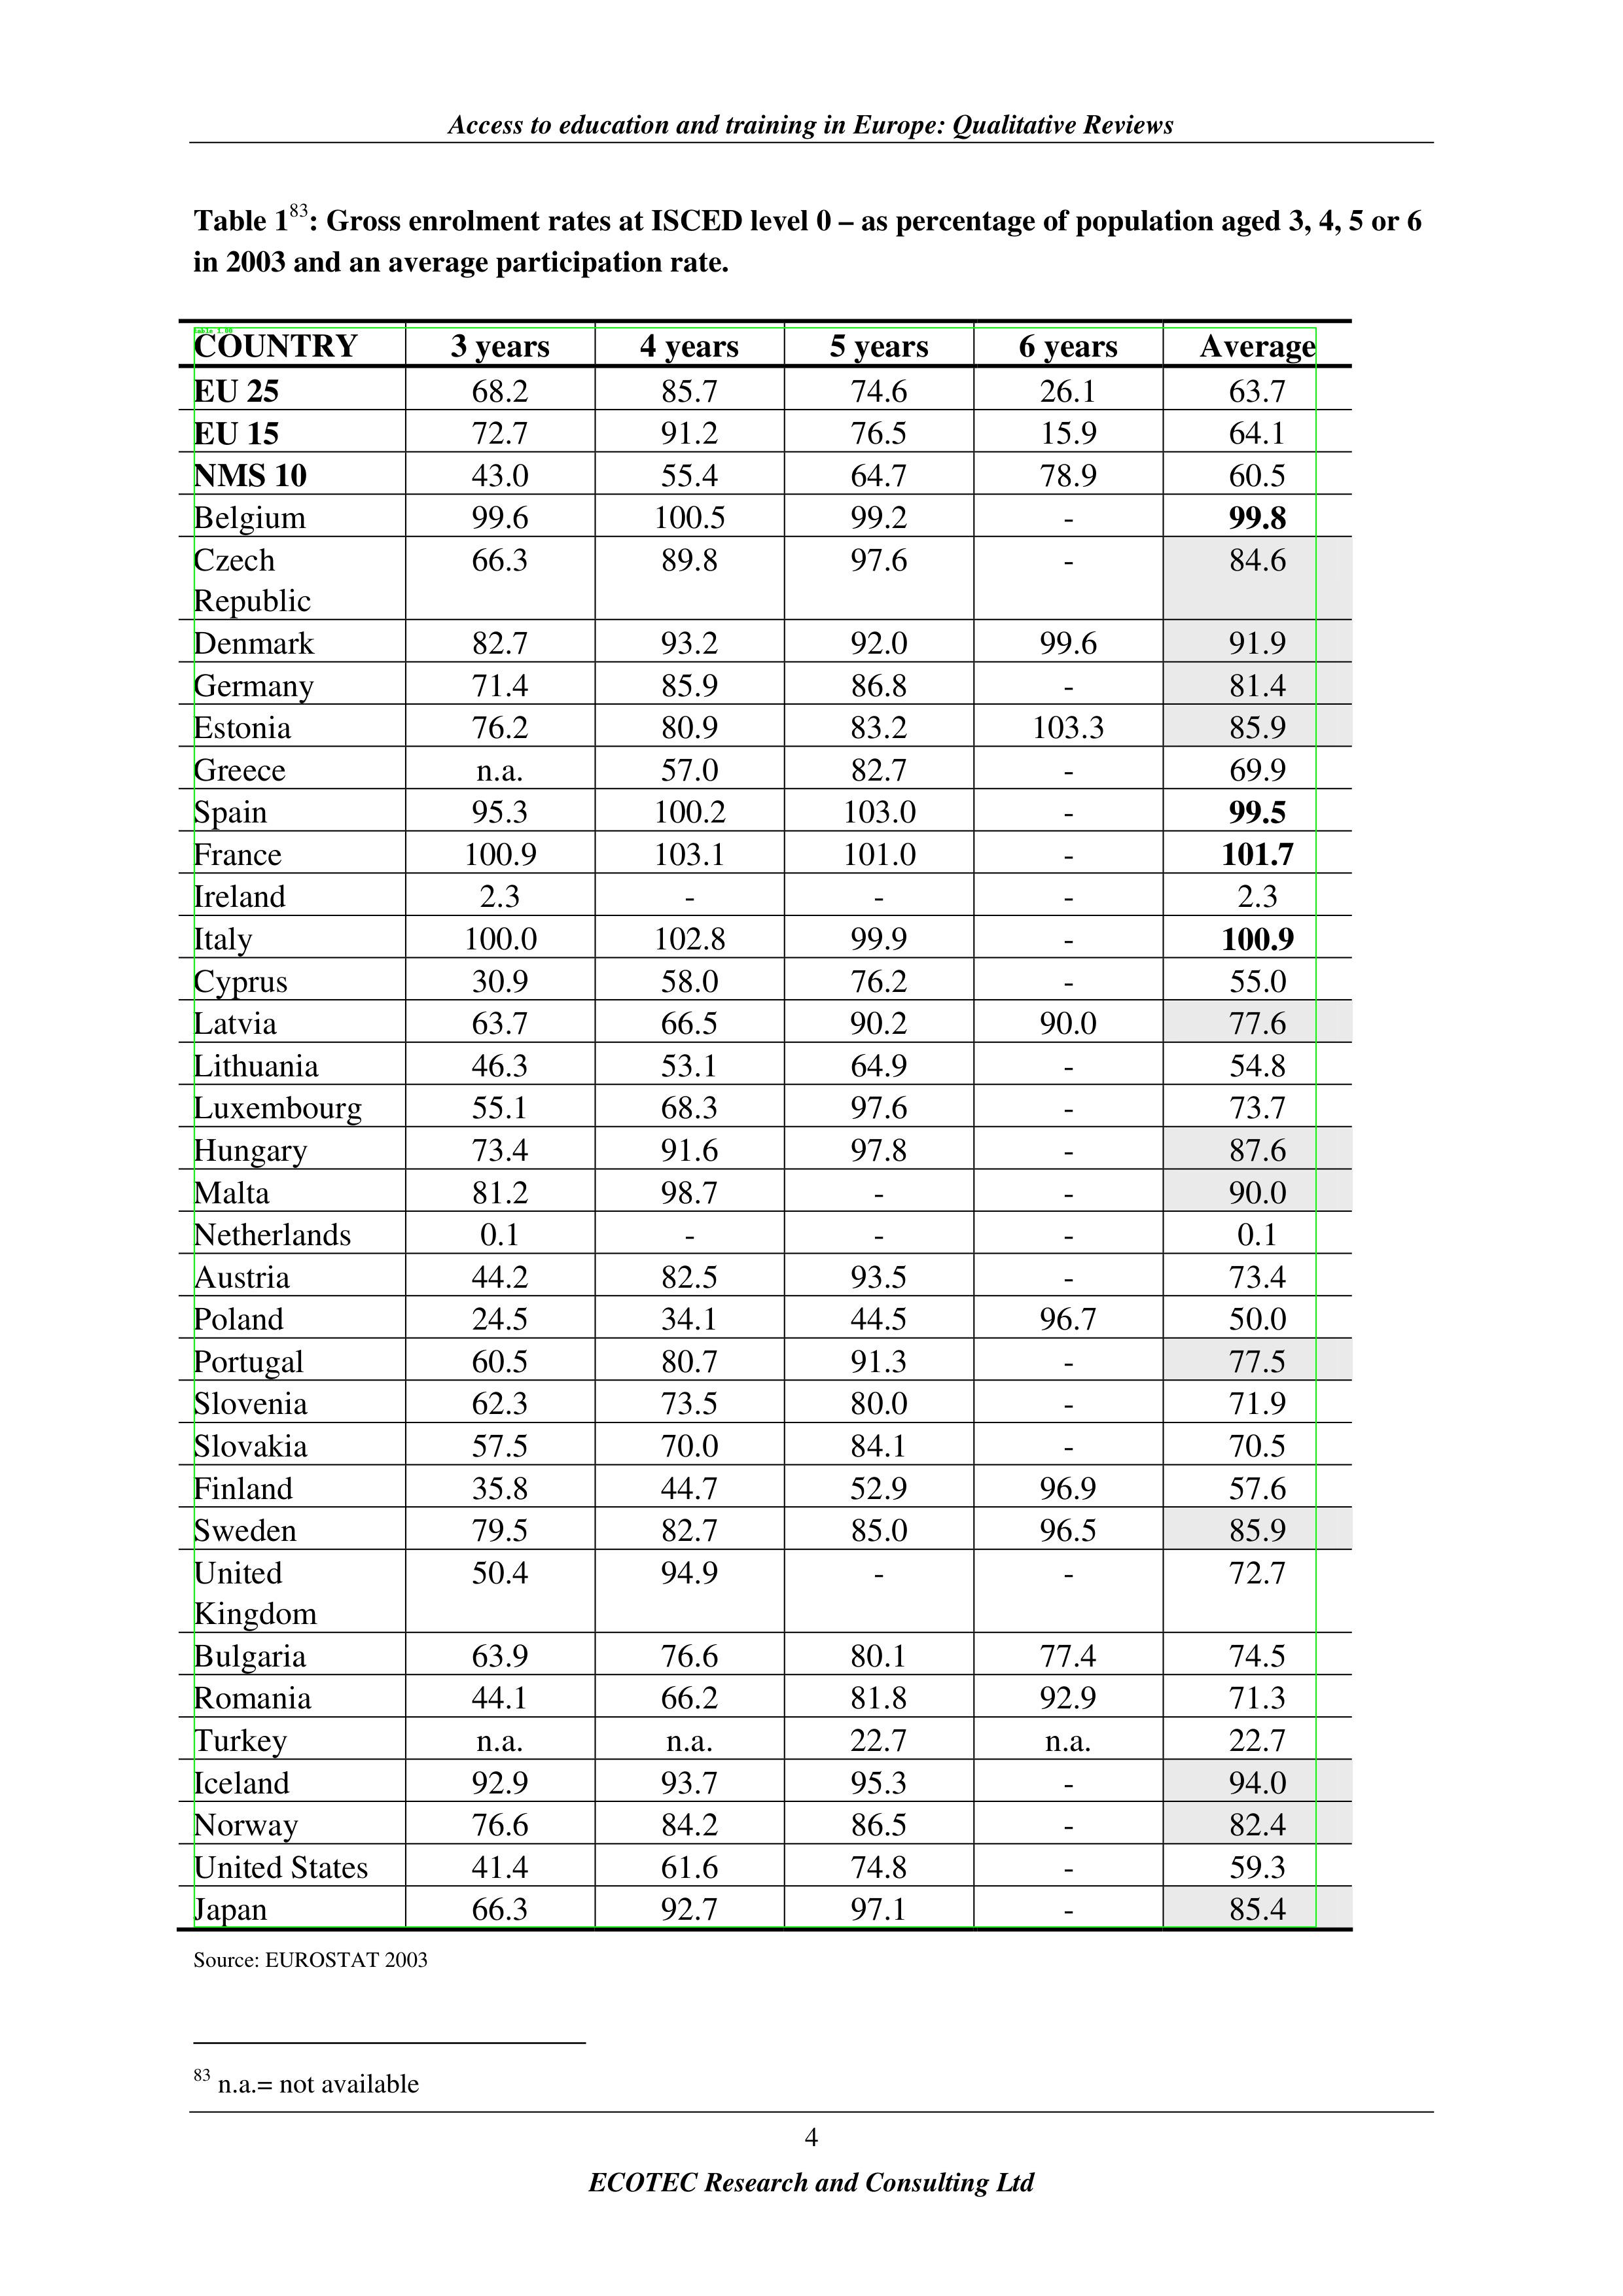 Access to education and training in Europe: Qualitative Reviews
Table 183: Gross enrolment rates at ISCED level 0 – as percentage of population aged 3, 4, 5 or 6
in 2003 and an average participation rate.
table 1.00
COUNTRY 3 years 4 years 5 years 6 years Average
EU 25 68.2 85.7 74.6 26.1 63.7
EU 15 72.7 91.2 76.5 15.9 64.1
NMS 10 43.0 55.4 64.7 78.9 60.5
Belgium 99.6 100.5 99.2 - 99.8
Czech 66.3 89.8 97.6 - 84.6
Republic
Denmark 82.7 93.2 92.0 99.6 91.9
Germany 71.4 85.9 86.8 - 81.4
Estonia 76.2 80.9 83.2 103.3 85.9
Greece n.a. 57.0 82.7 - 69.9
Spain 95.3 100.2 103.0 - 99.5
France 100.9 103.1 101.0 - 101.7
Ireland 2.3 - - - 2.3
Italy 100.0 102.8 99.9 - 100.9
Cyprus 30.9 58.0 76.2 - 55.0
Latvia 63.7 66.5 90.2 90.0 77.6
Lithuania 46.3 53.1 64.9 - 54.8
Luxembourg 55.1 68.3 97.6 - 73.7
Hungary 73.4 91.6 97.8 - 87.6
Malta 81.2 98.7 - - 90.0
Netherlands 0.1 - - - 0.1
Austria 44.2 82.5 93.5 - 73.4
Poland 24.5 34.1 44.5 96.7 50.0
Portugal 60.5 80.7 91.3 - 77.5
Slovenia 62.3 73.5 80.0 - 71.9
Slovakia 57.5 70.0 84.1 - 70.5
Finland 35.8 44.7 52.9 96.9 57.6
Sweden 79.5 82.7 85.0 96.5 85.9
United 50.4 94.9 - - 72.7
Kingdom
Bulgaria 63.9 76.6 80.1 77.4 74.5
Romania 44.1 66.2 81.8 92.9 71.3
Turkey n.a. n.a. 22.7 n.a. 22.7
Iceland 92.9 93.7 95.3 - 94.0
Norway 76.6 84.2 86.5 - 82.4
United States 41.4 61.6 74.8 - 59.3
Japan 66.3 92.7 97.1 - 85.4
Source: EUROSTAT 2003
83 n.a.= not available
4
ECOTEC Research and Consulting Ltd